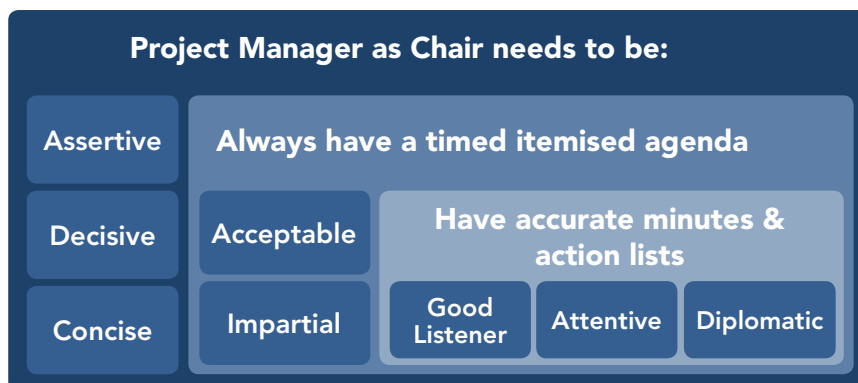 Project Manager as Chair needs to be:
Assertive
Always have a timed itemised agenda
Decisive
Acceptable
Have accurate minutes &
action lists
Concise
Impartial
Good
Listener
Attentive
Diplomatic